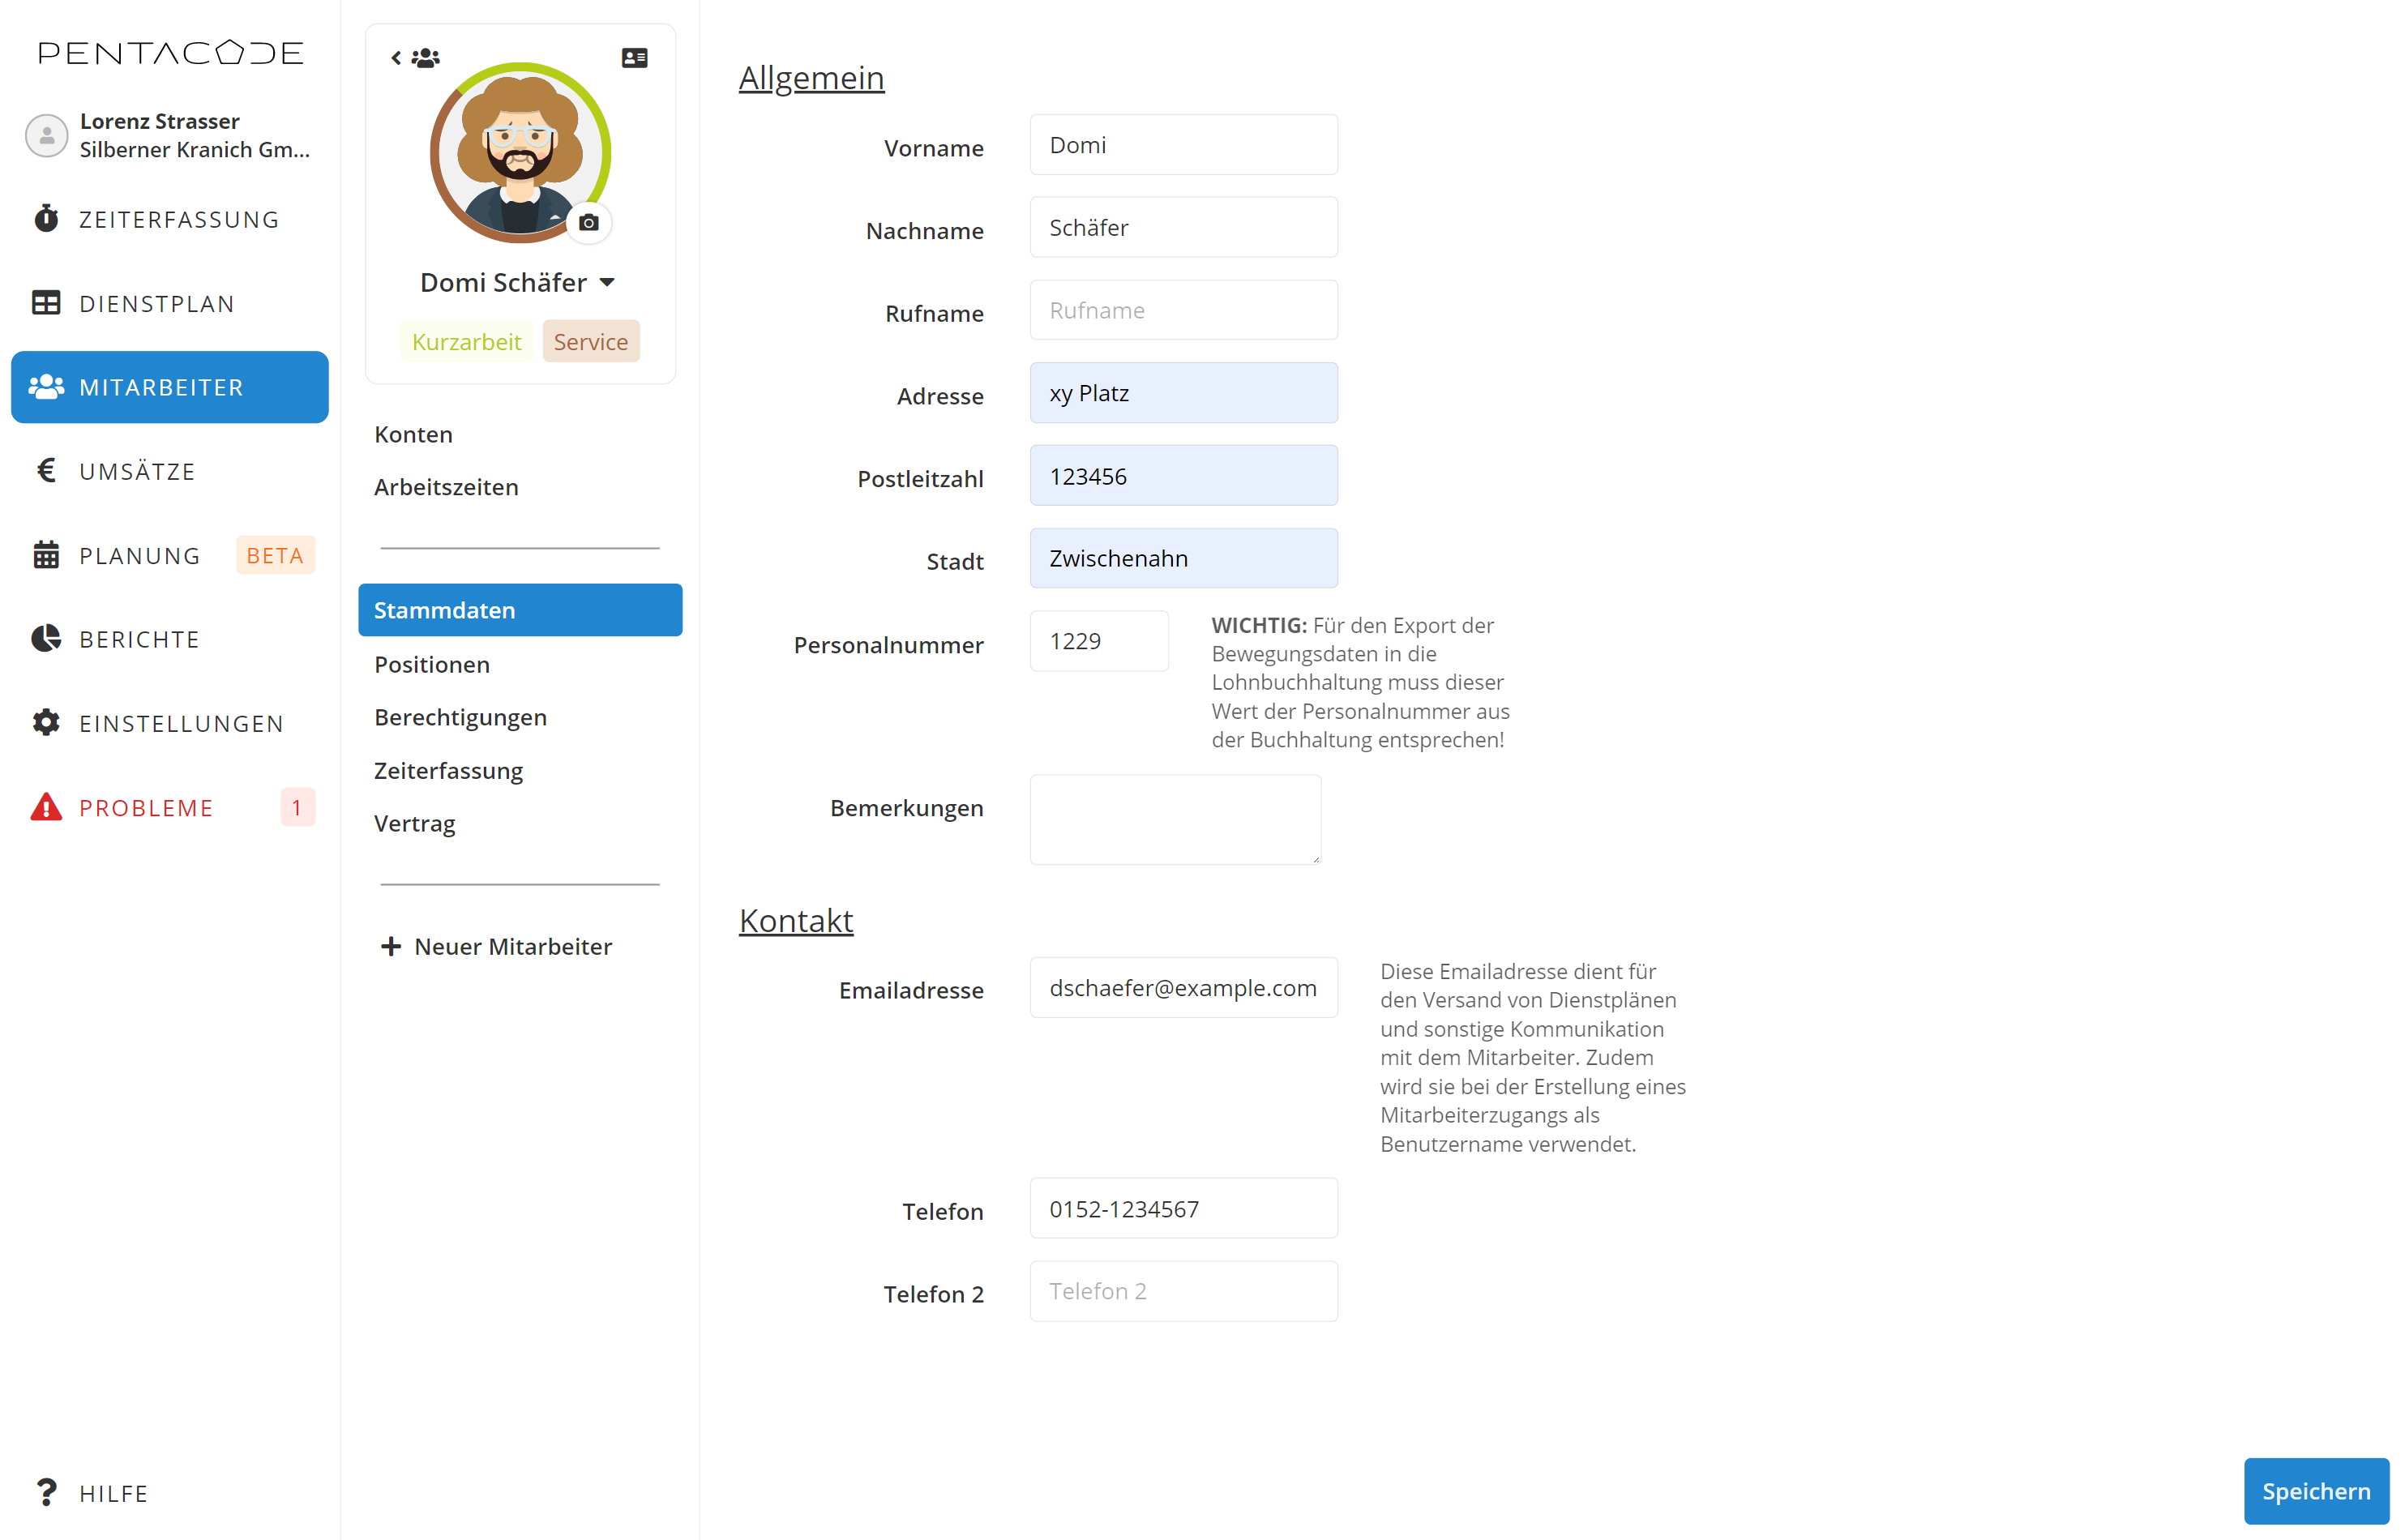 PENTACODE
Lorenz Strasser
Silberner Kranich Gm...
ZEITERFASSUNG
DIENSTPLAN
MITARBEITER
UMSÄTZE
PLANUNG BETA
BERICHTE
EINSTELLUNGEN
PROBLEME 1
HILFE
Domi Schäfer
Kurzarbeit Service
Konten
Arbeitszeiten
Stammdaten
Positionen
Berechtigungen
Zeiterfassung
Vertrag
Neuer Mitarbeiter
Allgemein
Vorname Domi
Nachname Schäfer
Rufname Rufname
Adresse xy Platz
Postleitzahl 123456
Stadt Zwischenahn
Personalnummer 1229
WICHTIG: Für den Export der
Bewegungsdaten in die
Lohnbuchhaltung muss dieser
Wert der Personalnummer aus
der Buchhaltung entsprechen!
Bemerkungen
Kontakt
Emailadresse dschaefer@example.com
Diese Emailadresse dient für
den Versand von Dienstplänen
und sonstige Kommunikation
mit dem Mitarbeiter. Zudem
wird sie bei der Erstellung eines
Mitarbeiterzugangs als
Benutzername verwendet.
Telefon 0152-1234567
Telefon 2 Telefon 2
Speichern